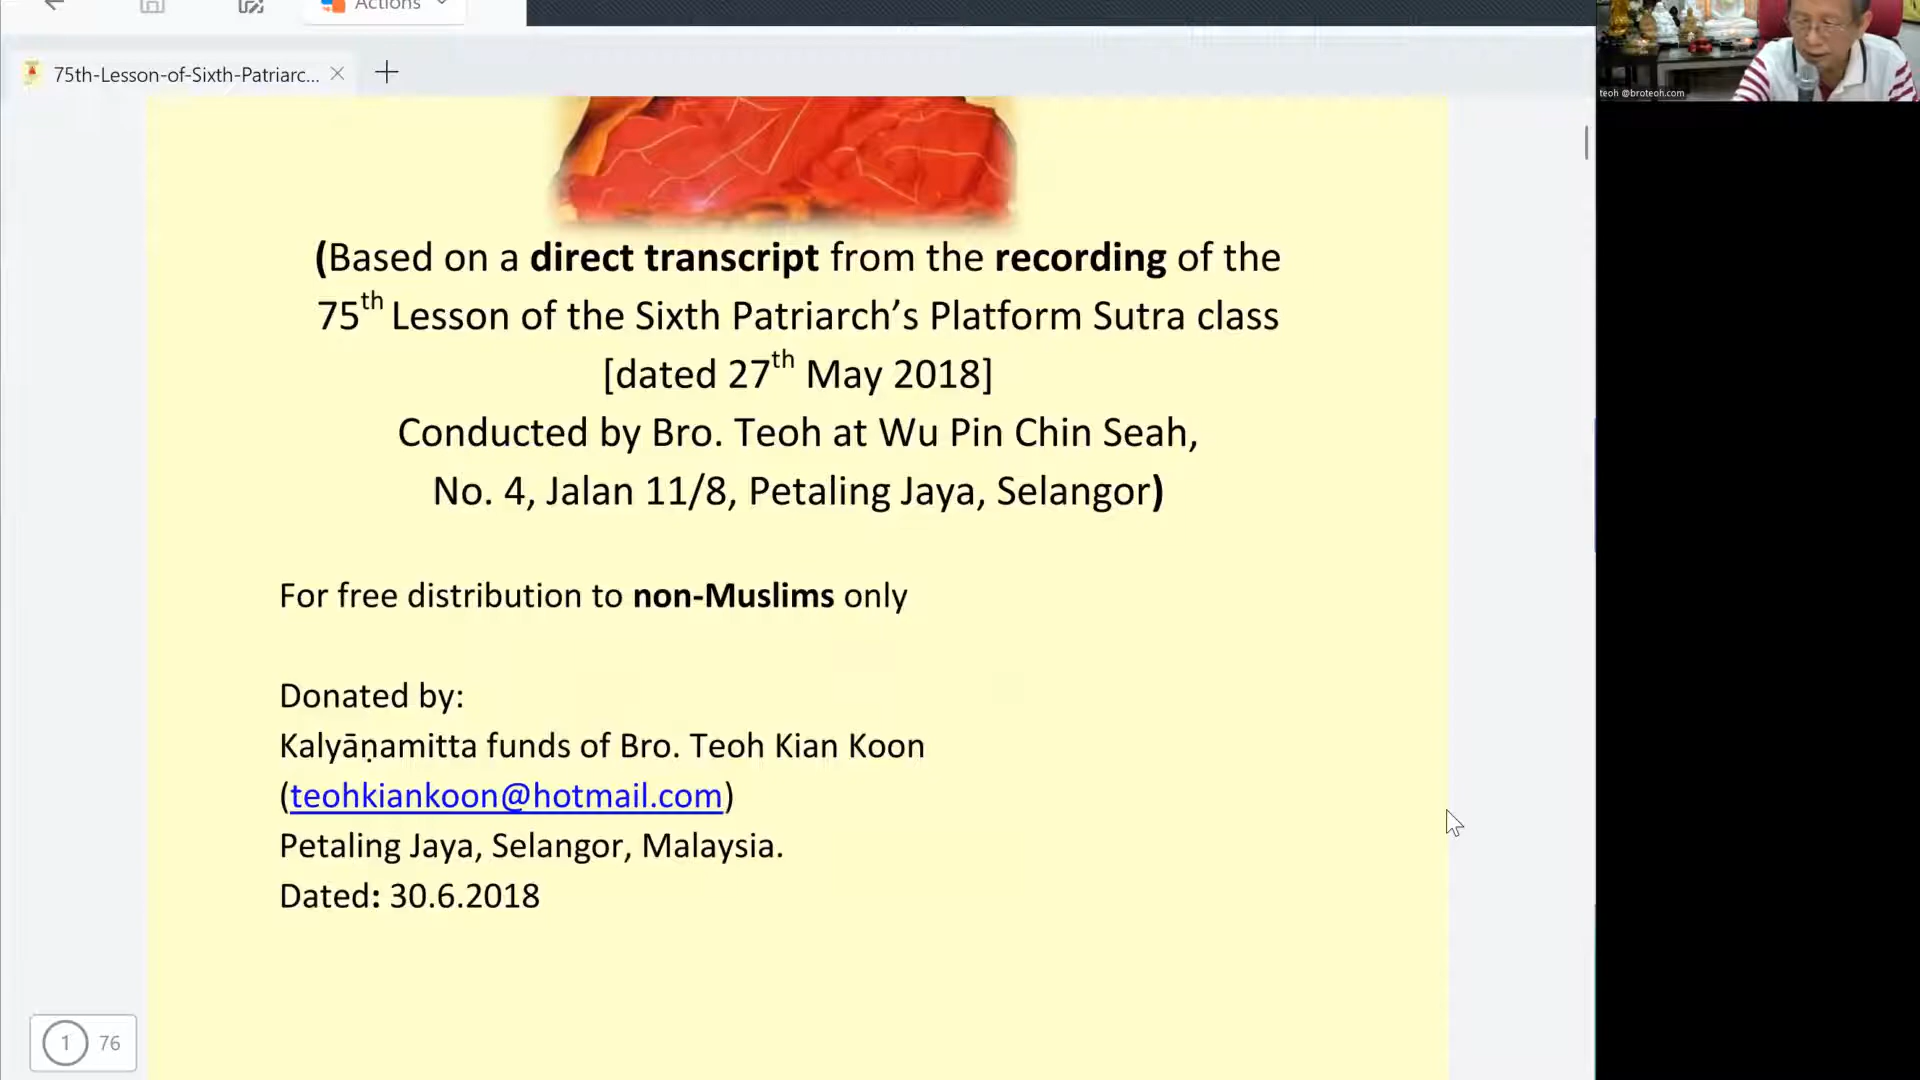 Actions
75th-Lesson-of-Sixth-Patriarc...
teoh @broteoh.com
(Based on a direct transcript from the recording of the
75th Lesson of the Sixth Patriarch’s Platform Sutra class
[dated 27th May 2018]
Conducted by Bro. Teoh at Wu Pin Chin Seah,
No. 4, Jalan 11/8, Petaling Jaya, Selangor)
For free distribution to non-Muslims only
Donated by:
Kalyāṇamitta funds of Bro. Teoh Kian Koon
(teohkiankoon@hotmail.com)
Petaling Jaya, Selangor, Malaysia.
Dated: 30.6.2018
1 76